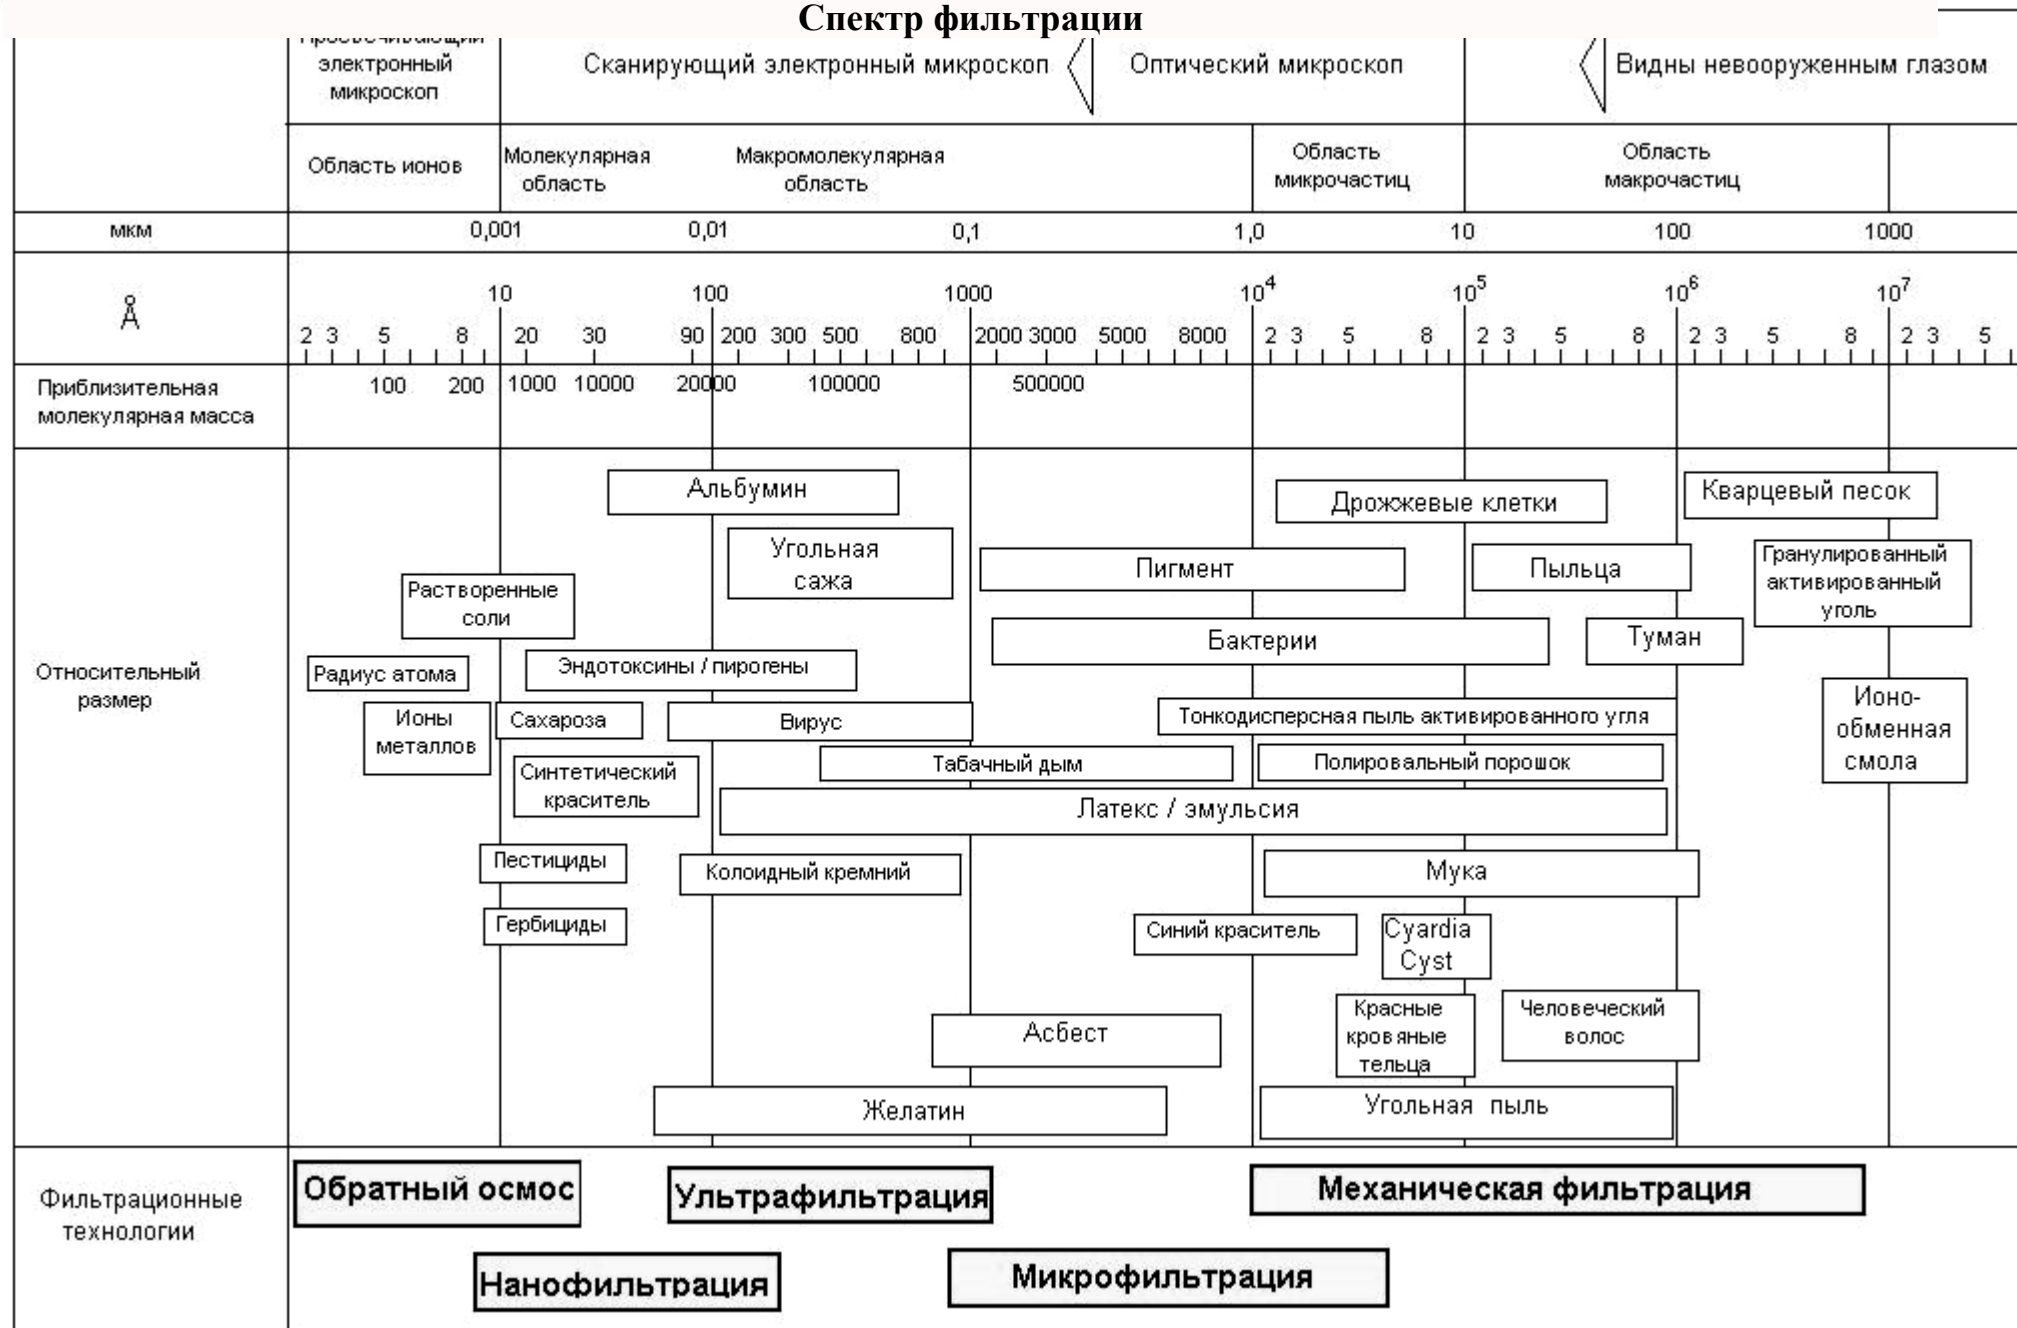 Спектр фильтрации
Просвечивающий
электронный
микроскоп
Сканирующий электронный микроскоп
Оптический микроскоп
Видны невооруженным глазом
Область ионов
Молекулярная
область
Макромолекулярная
область
Область
микрочастиц
Область
макрочастиц
мкм 0,001 0,01 0,1 1,0 10 100 1000
Å
10 100 1000 10⁴ 10⁵ 10⁶ 10⁷
2 3 5 8 20 30 90 200 300 500 800 2000 3000 5000 8000 2 3 5 8 2 3 5 8 2 3 5 8 2 3 5
Приблизительная
молекулярная масса
100 200 1000 10000 20000 100000 500000
Относительный
размер
Альбумин
Дрожжевые клетки
Кварцевый песок
Угольная
сажа
Пигмент
Пыльца
Гранулированный
активированный
уголь
Растворенные
соли
Бактерии
Туман
Радиус атома
Эндотоксины / пирогены
Ионы
металлов
Сахароза
Вирус
Тонкодисперсная пыль активированного угля
Ионо-
обменная
смола
Синтетический
краситель
Табачный дым
Полировальный порошок
Латекс / эмульсия
Пестициды
Колоидный кремний
Мука
Гербициды
Синий краситель
Cyardia
Cyst
Красные
кровяные
тельца
Человеческий
волос
Асбест
Желатин
Угольная пыль
Фильтрационные
технологии
Обратный осмос
Ультрафильтрация
Механическая фильтрация
Нанофильтрация
Микрофильтрация